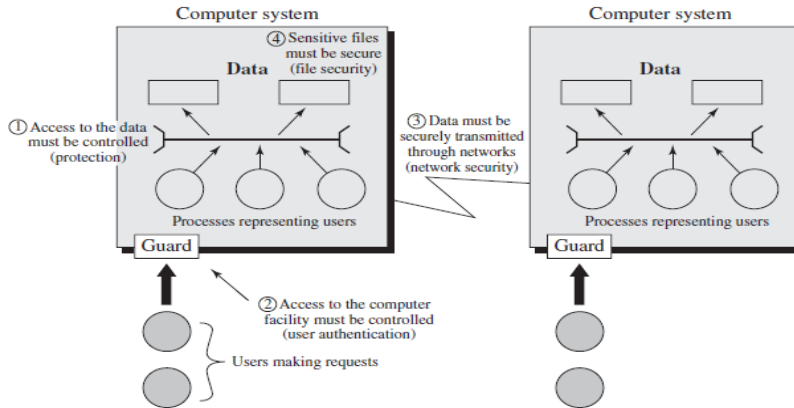 Computer system
④ Sensitive files
must be secure
(file security)
Data
① Access to the data
must be controlled
(protection)
Processes representing users
Guard
② Access to the computer
facility must be controlled
(user authentication)
Users making requests
③ Data must be
securely transmitted
through networks
(network security)
Computer system
Data
Processes representing users
Guard